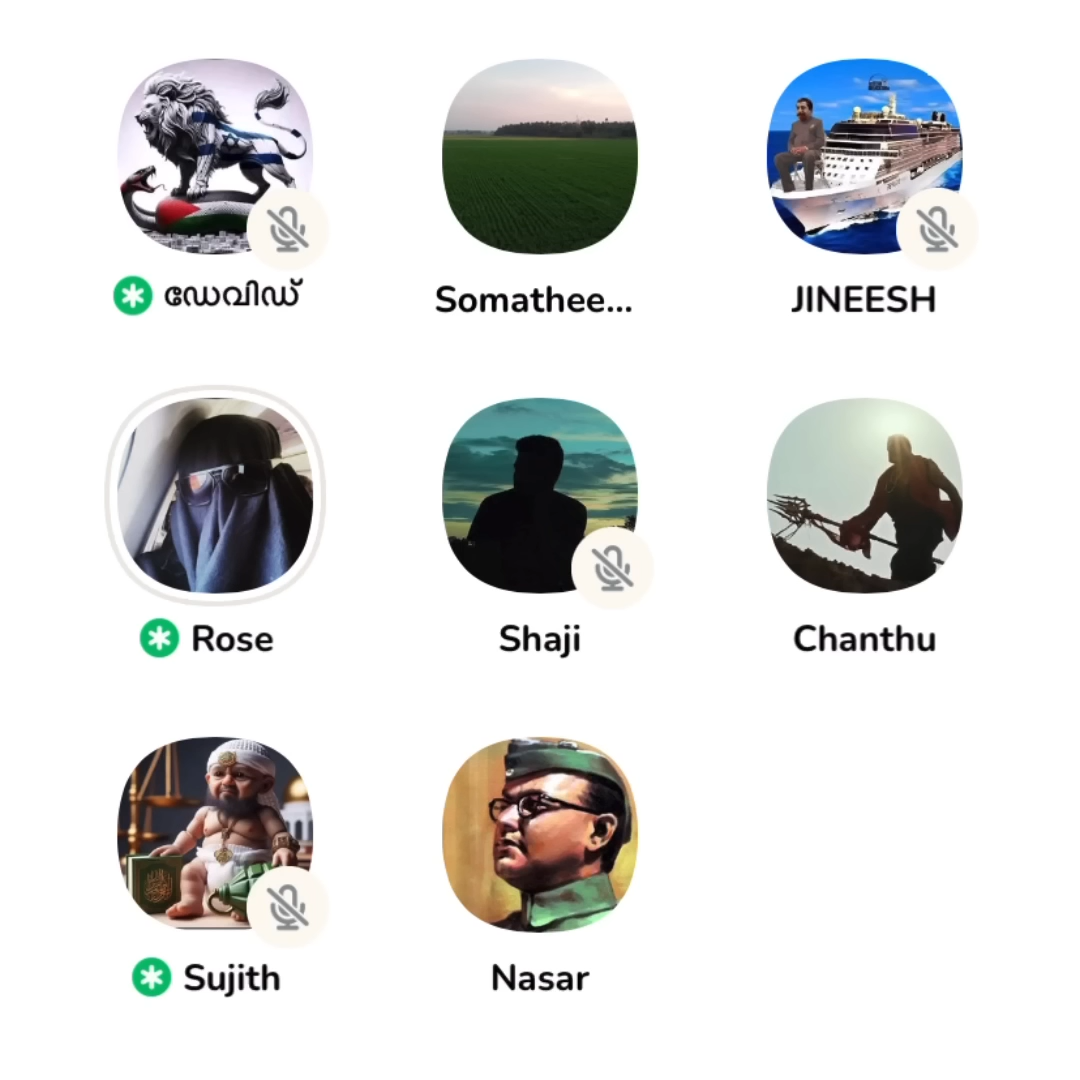 ഡേവിഡ്
Somathee...
JINEESH
Rose
Shaji
Chanthu
Sujith
Nasar